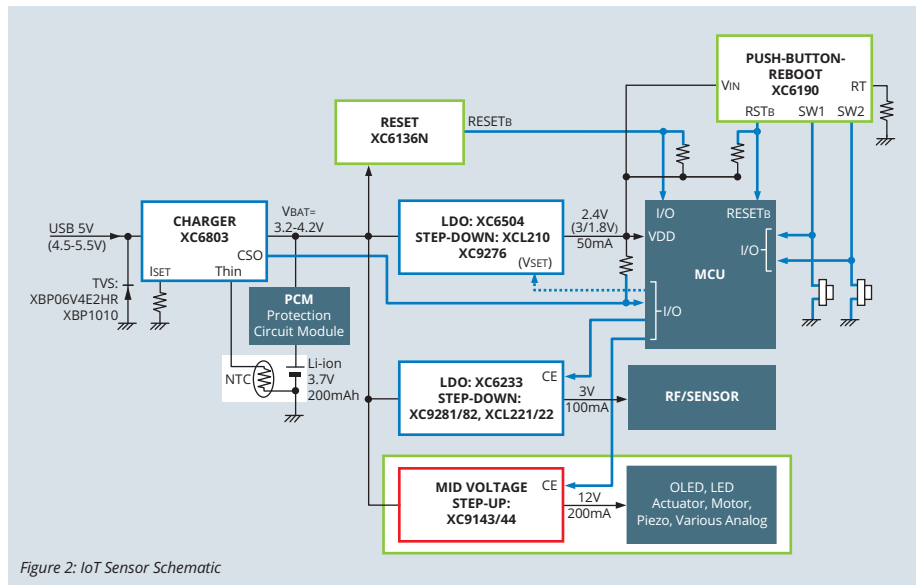 PUSH-BUTTON-
REBOOT
XC6190
VIN
RT
RSTB
SW1
SW2
RESET
XC6136N
RESETB
USB 5V
(4.5-5.5V)
CHARGER
XC6803
CSO
ISET
Thin
VBAT=
3.2-4.2V
LDO: XC6504
STEP-DOWN: XCL210
XC9276
(VSET)
2.4V
(3/1.8V)
50mA
I/O
RESETB
VDD
I/O
MCU
I/O
TVS:
XBP06V4E2HR
XBP1010
PCM
Protection
Circuit Module
NTC
Li-ion
3.7V
200mAh
CE
LDO: XC6233
STEP-DOWN:
XC9281/82, XCL221/22
3V
100mA
RF/SENSOR
MID VOLTAGE
STEP-UP:
XC9143/44
CE
12V
200mA
OLED, LED
Actuator, Motor,
Piezo, Various Analog
Figure 2: IoT Sensor Schematic